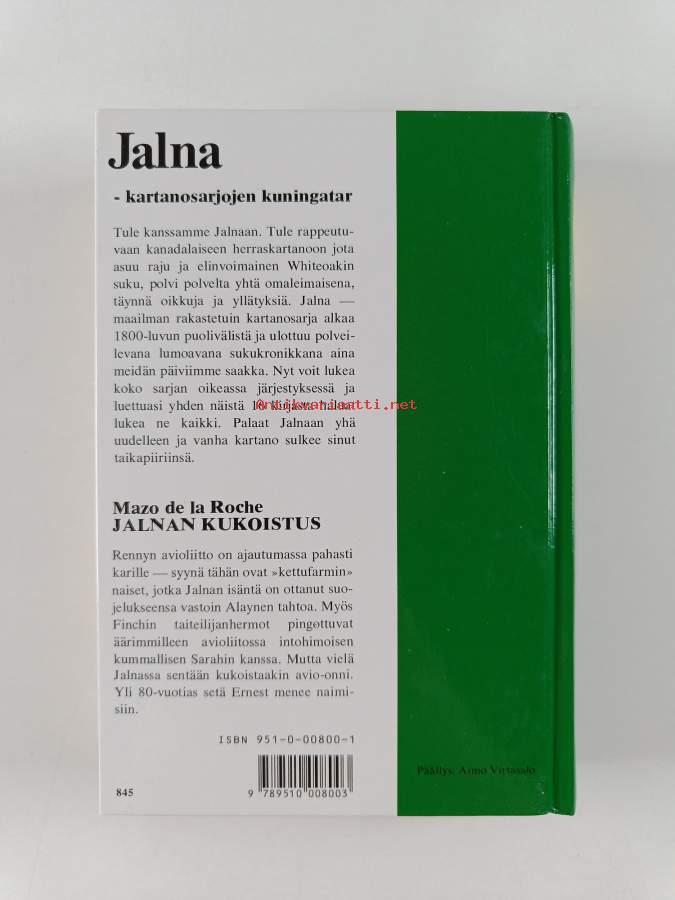 Jalna
- kartanosarjojen kuningatar
Tule kanssamme Jalnaan. Tule rappeutu-
vaan kanadalaiseen herraskartanoon jota
asuu raju ja elinvoimainen Whiteoakin
suku, polvi polvelta yhtä omaleimaisena,
täynnä oikkuja ja yllätyksiä. Jalna —
maailman rakastetuin kartanosarja alkaa
1800-luvun puolivälistä ja ulottuu polvei-
levana lumoavana sukukronikkana aina
meidän päiviimme saakka. Nyt voit lukea
koko sarjan oikeassa järjestyksessä ja
luettuasi yhden näistä 16 kirjasta haluat
antikvariaatti.net
lukea ne kaikki. Palaat Jalnaan yhä
uudelleen ja vanha kartano sulkee sinut
taikapiiriinsä.
Mazo de la Roche
JALNAN KUKOISTUS
Rennyn avioliitto on ajautumassa pahasti
karille — syynä tähän ovat »kettufarmin»
naiset, jotka Jalnan isäntä on ottanut suo-
jelukseensa vastoin Alaynen tahtoa. Myös
Finchin taiteilijanhermot pingottuvat
äärimmilleen avioliitossa intohimoisen
kummallisen Sarahin kanssa. Mutta vielä
Jalnassa sentään kukoistaakin avio-onni.
Yli 80-vuotias setä Ernest menee naimi-
siin.
ISBN 951-0-00800-1
9 789510 008003
845
Päällys: Aimo Virtasalo